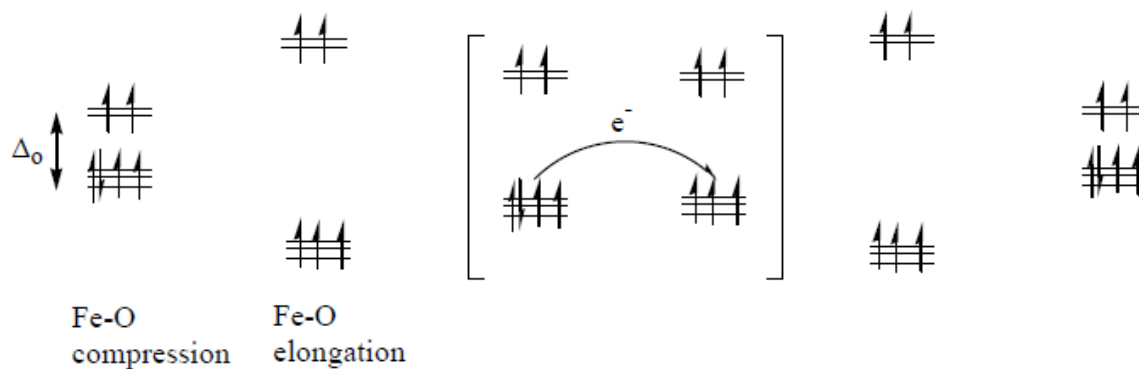 e⁻
Δₒ
Fe-O
compression
Fe-O
elongation